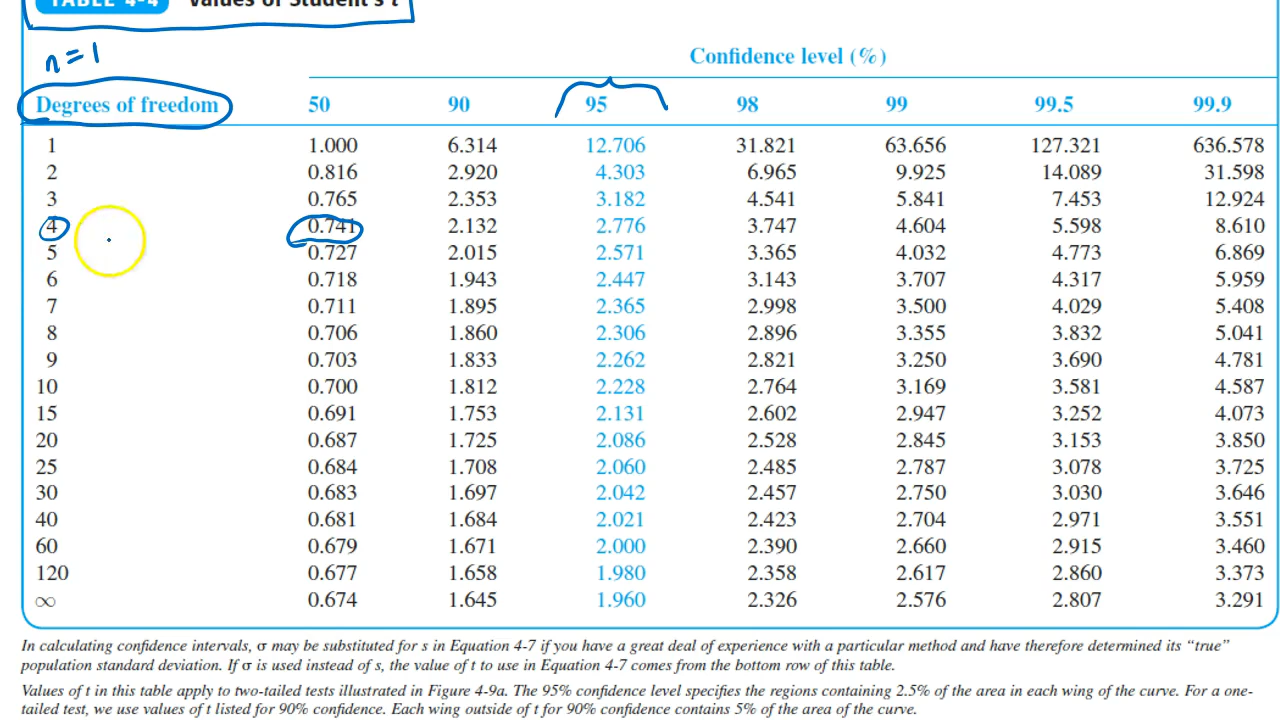 TABLE 4-4 Values of Student's t
n = 1
Confidence level (%)
Degrees of freedom 50 90 95 98 99 99.5 99.9
1 1.000 6.314 12.706 31.821 63.656 127.321 636.578
2 0.816 2.920 4.303 6.965 9.925 14.089 31.598
3 0.765 2.353 3.182 4.541 5.841 7.453 12.924
4 0.741 2.132 2.776 3.747 4.604 5.598 8.610
5 0.727 2.015 2.571 3.365 4.032 4.773 6.869
6 0.718 1.943 2.447 3.143 3.707 4.317 5.959
7 0.711 1.895 2.365 2.998 3.500 4.029 5.408
8 0.706 1.860 2.306 2.896 3.355 3.832 5.041
9 0.703 1.833 2.262 2.821 3.250 3.690 4.781
10 0.700 1.812 2.228 2.764 3.169 3.581 4.587
15 0.691 1.753 2.131 2.602 2.947 3.252 4.073
20 0.687 1.725 2.086 2.528 2.845 3.153 3.850
25 0.684 1.708 2.060 2.485 2.787 3.078 3.725
30 0.683 1.697 2.042 2.457 2.750 3.030 3.646
40 0.681 1.684 2.021 2.423 2.704 2.971 3.551
60 0.679 1.671 2.000 2.390 2.660 2.915 3.460
120 0.677 1.658 1.980 2.358 2.617 2.860 3.373
∞ 0.674 1.645 1.960 2.326 2.576 2.807 3.291
In calculating confidence intervals, σ may be substituted for s in Equation 4-7 if you have a great deal of experience with a particular method and have therefore determined its “true”
population standard deviation. If σ is used instead of s, the value of t to use in Equation 4-7 comes from the bottom row of this table.
Values of t in this table apply to two-tailed tests illustrated in Figure 4-9a. The 95% confidence level specifies the regions containing 2.5% of the area in each wing of the curve. For a one-
tailed test, we use values of t listed for 90% confidence. Each wing outside of t for 90% confidence contains 5% of the area of the curve.